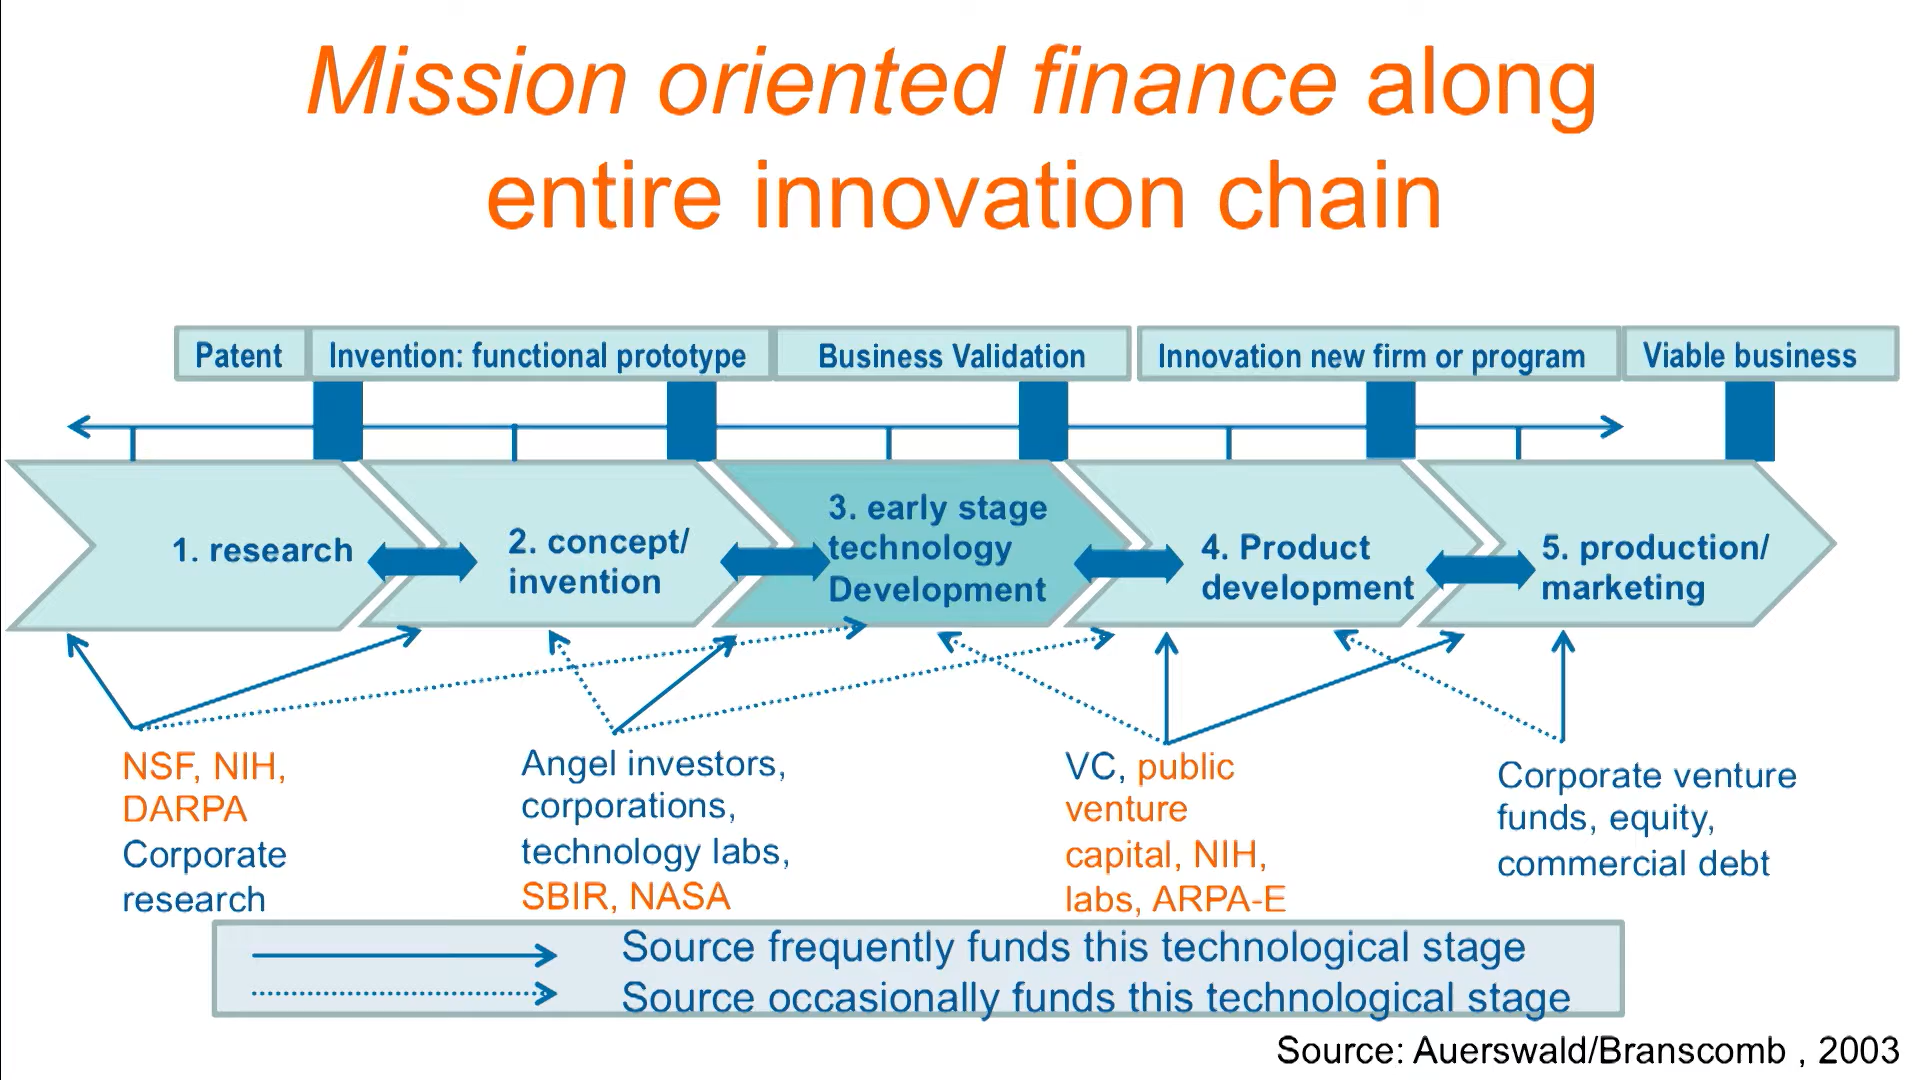 Mission oriented finance along
entire innovation chain
Patent
Invention: functional prototype
Business Validation
Innovation new firm or program
Viable business
1. research
2. concept/
invention
3. early stage
technology
Development
4. Product
development
5. production/
marketing
NSF, NIH,
DARPA
Corporate
research
Angel investors,
corporations,
technology labs,
SBIR, NASA
VC, public
venture
capital, NIH,
labs, ARPA-E
Corporate venture
funds, equity,
commercial debt
Source frequently funds this technological stage
Source occasionally funds this technological stage
Source: Auerswald/Branscomb , 2003